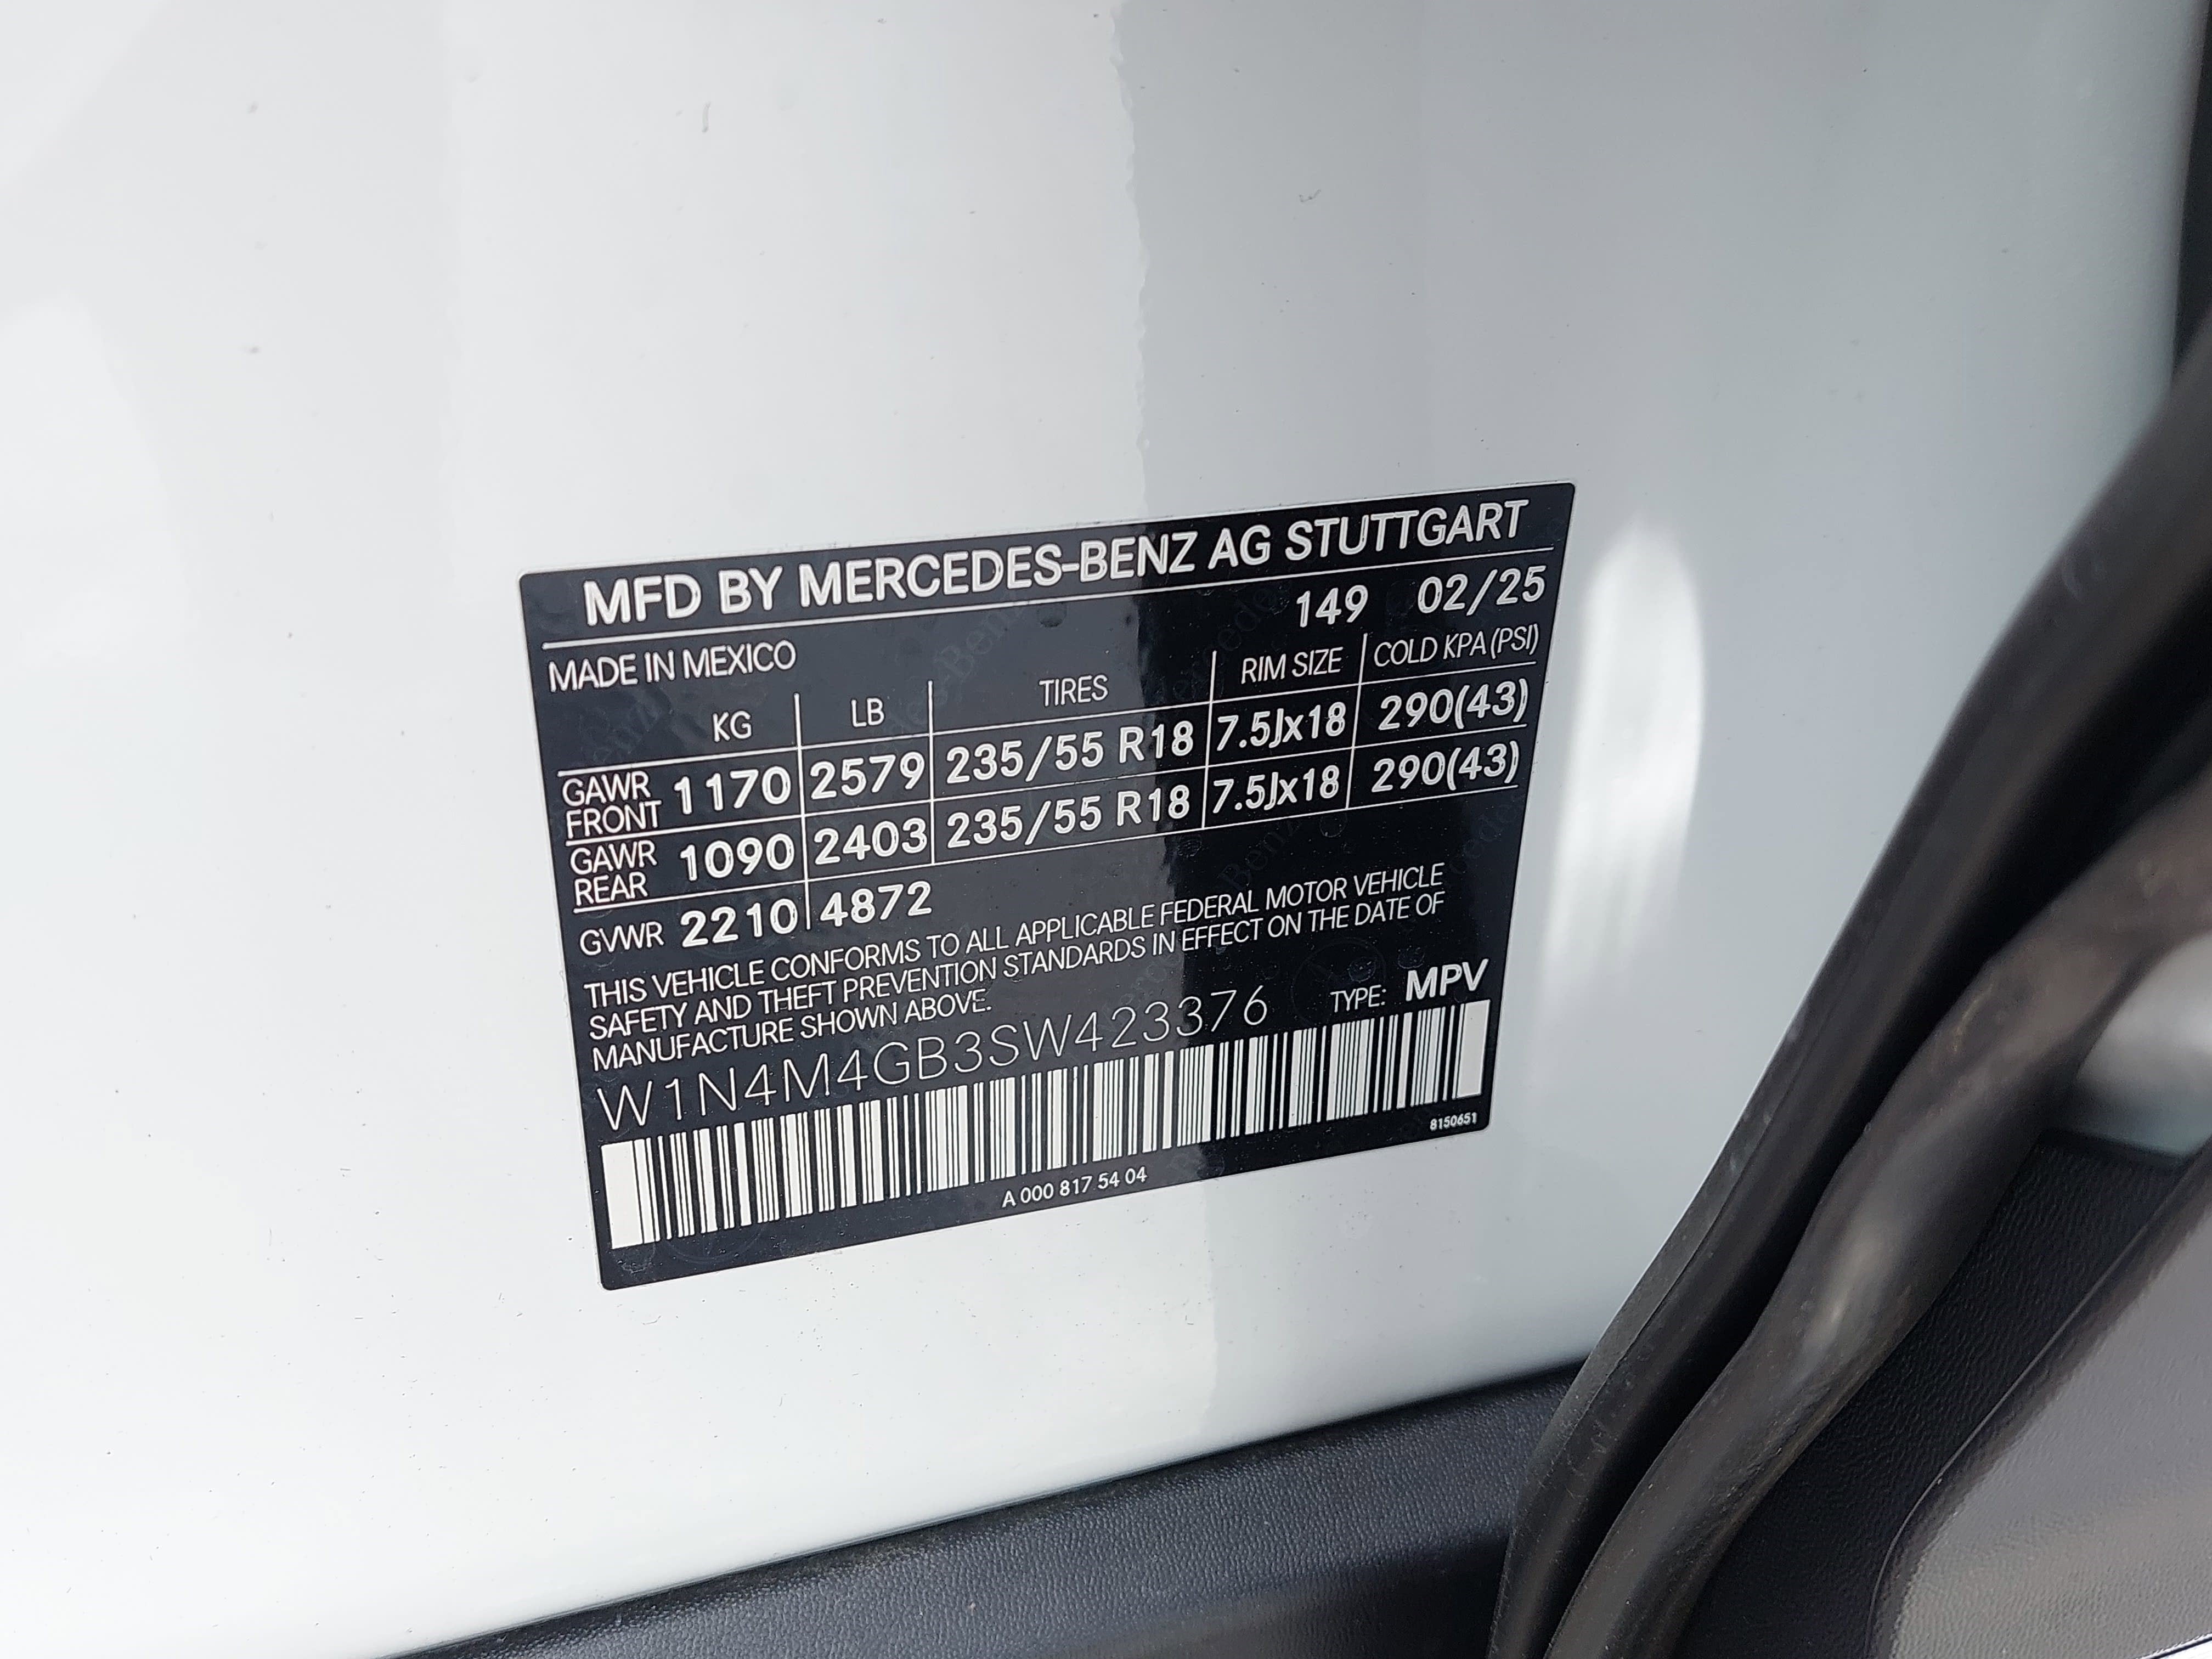 MFD BY MERCEDES-BENZ AG STUTTGART
MADE IN MEXICO 149 02/25
KG LB TIRES RIM SIZE COLD KPA (PSI)
GAWR FRONT 1170 2579 235/55 R18 7.5Jx18 290(43)
GAWR REAR 1090 2403 235/55 R18 7.5Jx18 290(43)
GVWR 2210 4872
THIS VEHICLE CONFORMS TO ALL APPLICABLE FEDERAL MOTOR VEHICLE
SAFETY AND THEFT PREVENTION STANDARDS IN EFFECT ON THE DATE OF
MANUFACTURE SHOWN ABOVE.
W1N4M4GB3SW423376 TYPE: MPV
8150651
A 000 817 54 04